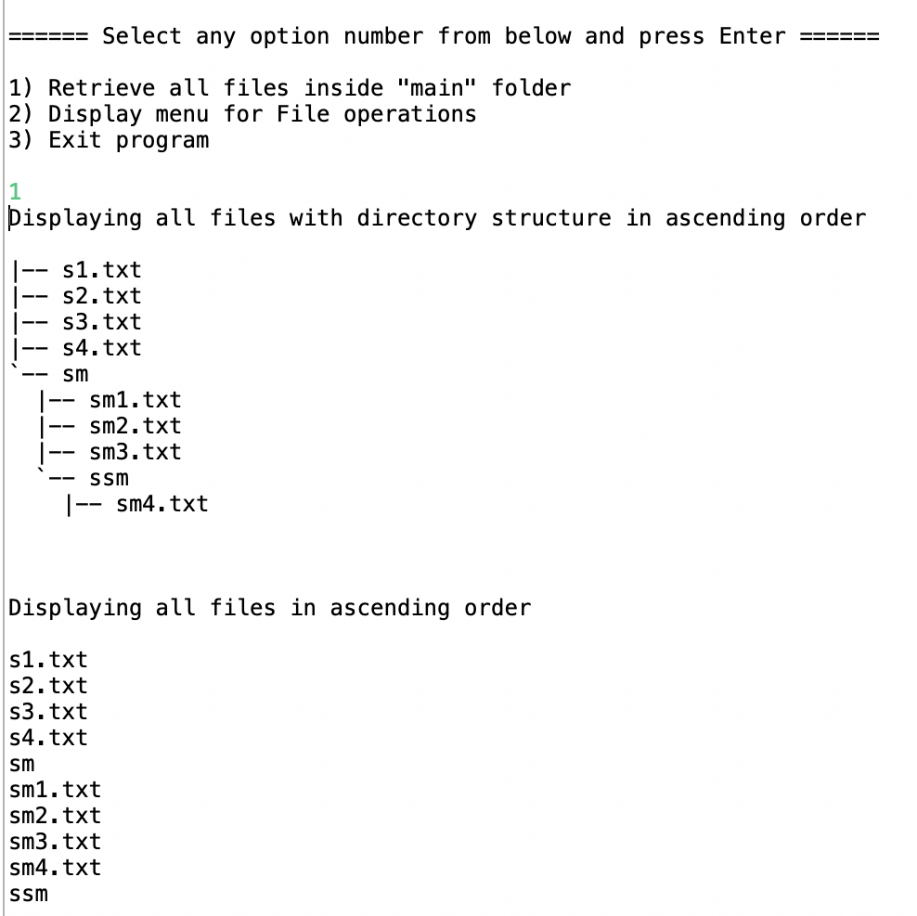 ====== Select any option number from below and press Enter ======
1) Retrieve all files inside "main" folder
2) Display menu for File operations
3) Exit program
1
Displaying all files with directory structure in ascending order
|-- s1.txt
|-- s2.txt
|-- s3.txt
|-- s4.txt
`-- sm
  |-- sm1.txt
  |-- sm2.txt
  |-- sm3.txt
  `-- ssm
    |-- sm4.txt
Displaying all files in ascending order
s1.txt
s2.txt
s3.txt
s4.txt
sm
sm1.txt
sm2.txt
sm3.txt
sm4.txt
ssm